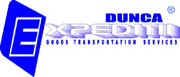 DUNCA
EXPEDITII
GOODS TRANSPORTATION SERVICES